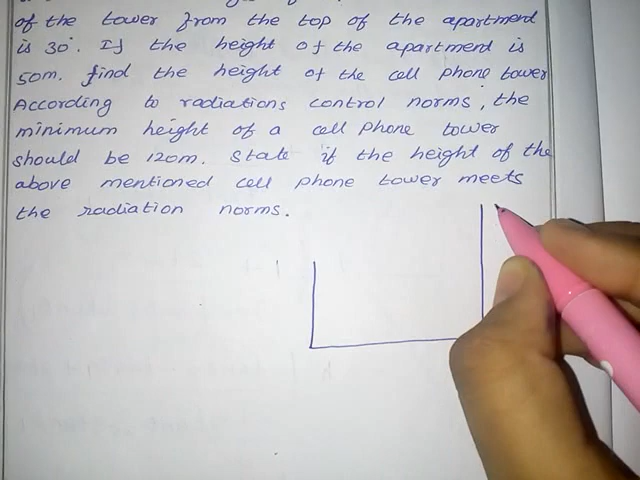 of the tower from the top of the apartmend
is 30°. If the height of the apartmend is
50m. find the height of the cell phone tower
According to radiations control norms, the
minimum height of a cell phone tower
should be 120m. State if the height of the
above mentioned cell phone tower meets
the radiation norms.